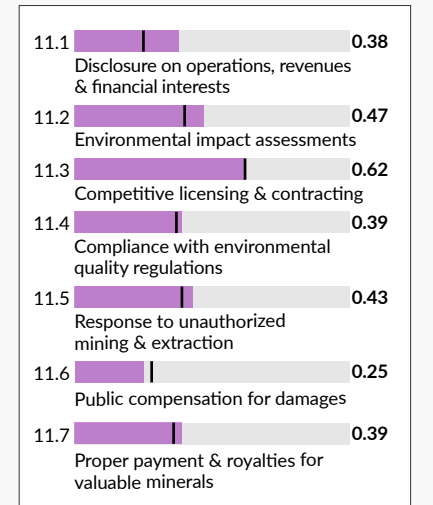 11.1 0.38
Disclosure on operations, revenues
& financial interests
11.2 0.47
Environmental impact assessments
11.3 0.62
Competitive licensing & contracting
11.4 0.39
Compliance with environmental
quality regulations
11.5 0.43
Response to unauthorized
mining & extraction
11.6 0.25
Public compensation for damages
11.7 0.39
Proper payment & royalties for
valuable minerals